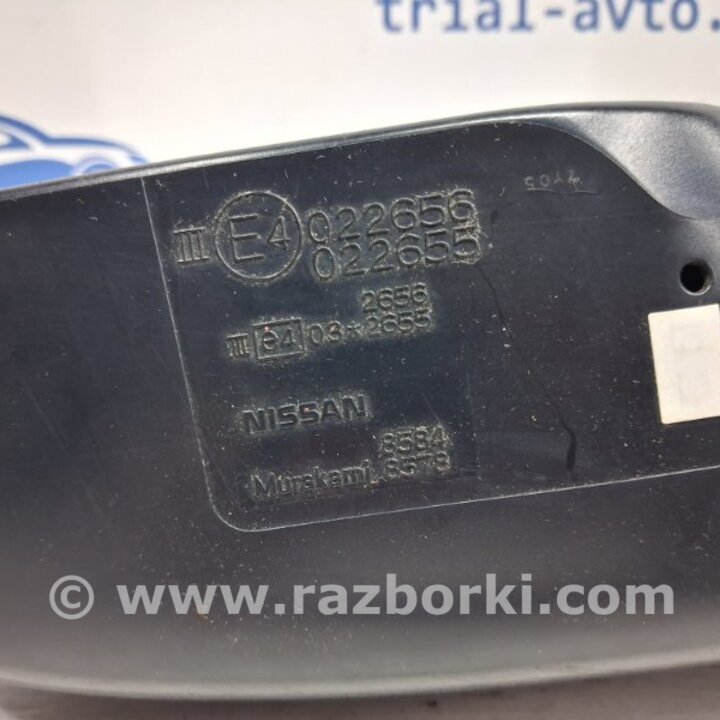 trial-avto.
III E4 022656
022655
2656
III e4 03*2655
NISSAN
8584
Murakami 8578
© www.razborki.com